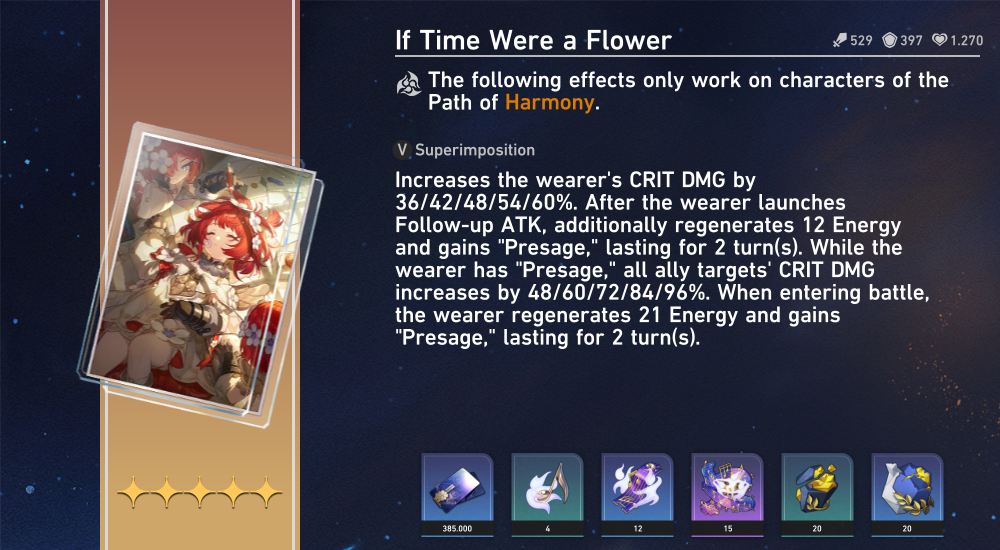 If Time Were a Flower
529 397 1.270
The following effects only work on characters of the
Path of Harmony.
V Superimposition
Increases the wearer's CRIT DMG by
36/42/48/54/60%. After the wearer launches
Follow-up ATK, additionally regenerates 12 Energy
and gains "Presage," lasting for 2 turn(s). While the
wearer has "Presage," all ally targets' CRIT DMG
increases by 48/60/72/84/96%. When entering battle,
the wearer regenerates 21 Energy and gains
"Presage," lasting for 2 turn(s).
385.000 4 12 15 20 20